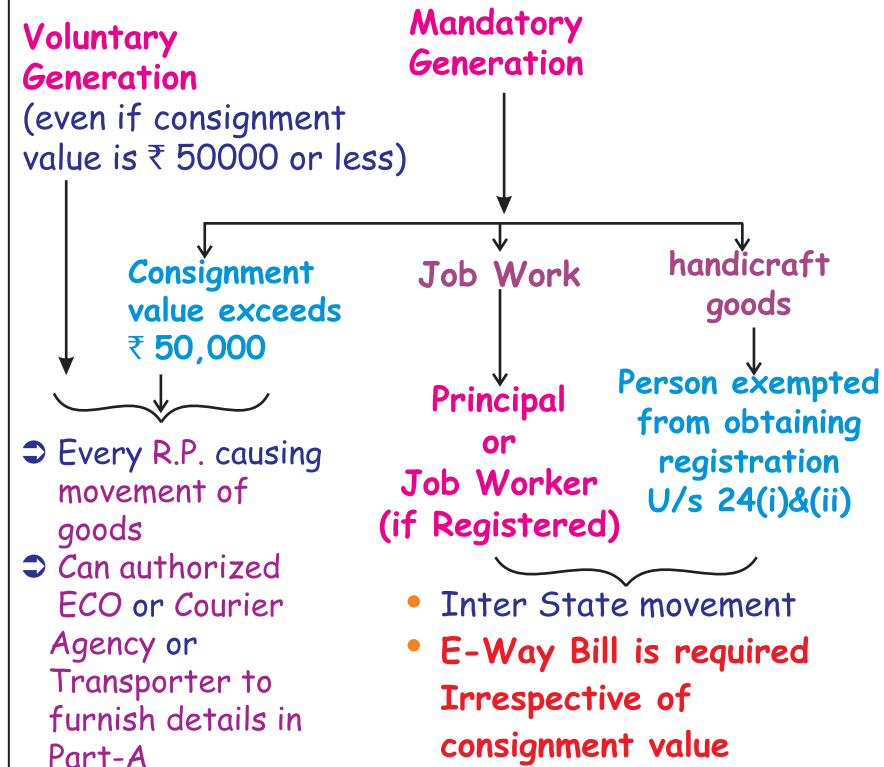 Voluntary
Generation
(even if consignment
value is ₹ 50000 or less)
Mandatory
Generation
Consignment
value exceeds
₹ 50,000
Job Work
handicraft
goods
Every R.P. causing
movement of
goods
Can authorized
ECO or Courier
Agency or
Transporter to
furnish details in
Part-A
Principal
or
Job Worker
(if Registered)
Person exempted
from obtaining
registration
U/s 24(i)&(ii)
• Inter State movement
• E-Way Bill is required
Irrespective of
consignment value